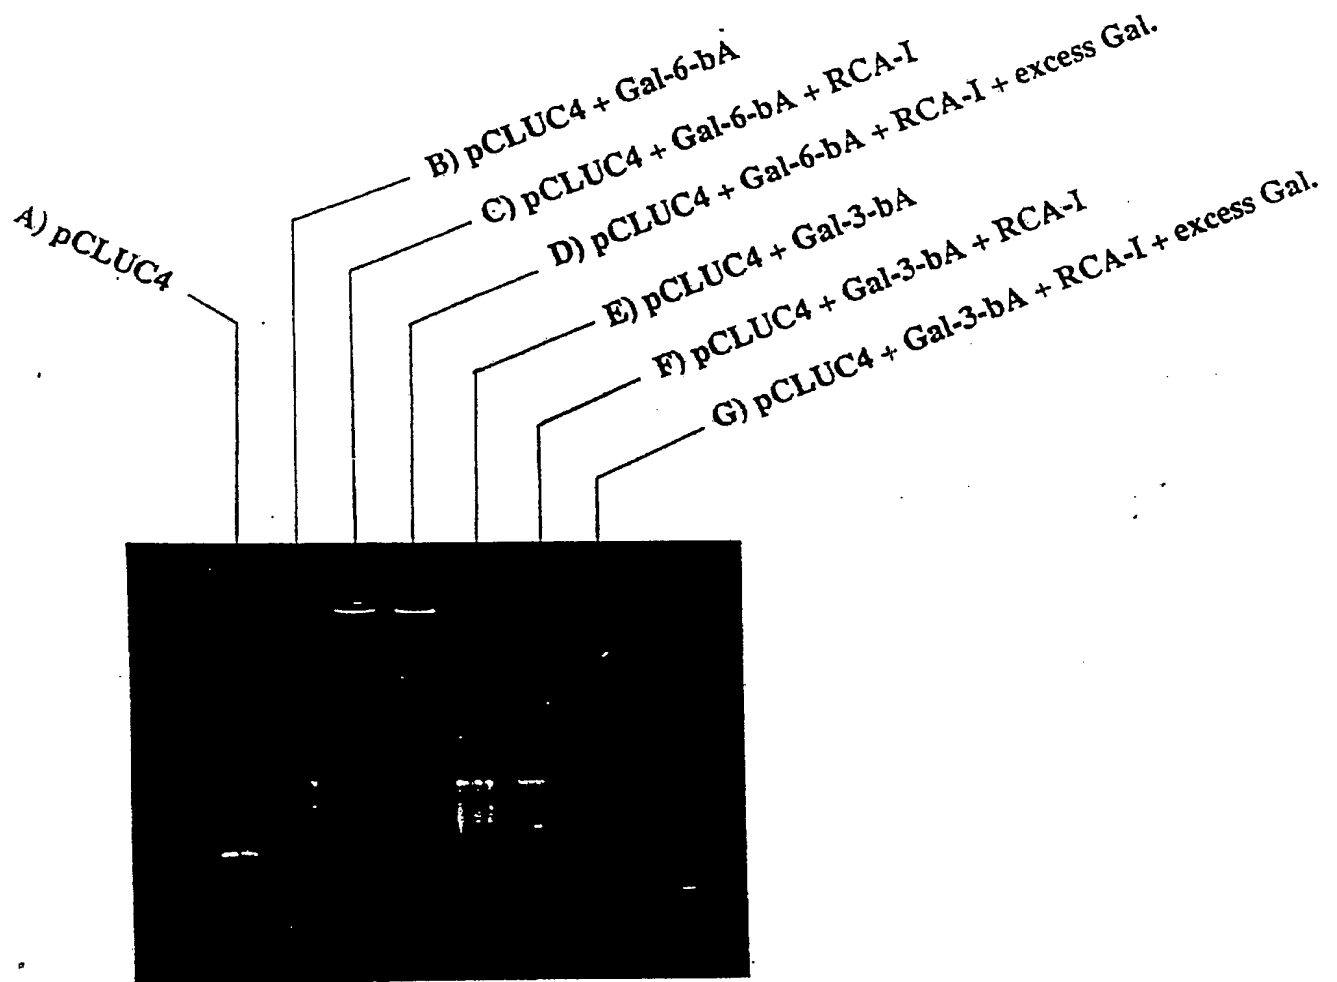 A) pCLUC4
B) pCLUC4 + Gal-6-bA
C) pCLUC4 + Gal-6-bA + RCA-I
D) pCLUC4 + Gal-6-bA + RCA-I + excess Gal.
E) pCLUC4 + Gal-3-bA
F) pCLUC4 + Gal-3-bA + RCA-I
G) pCLUC4 + Gal-3-bA + RCA-I + excess Gal.